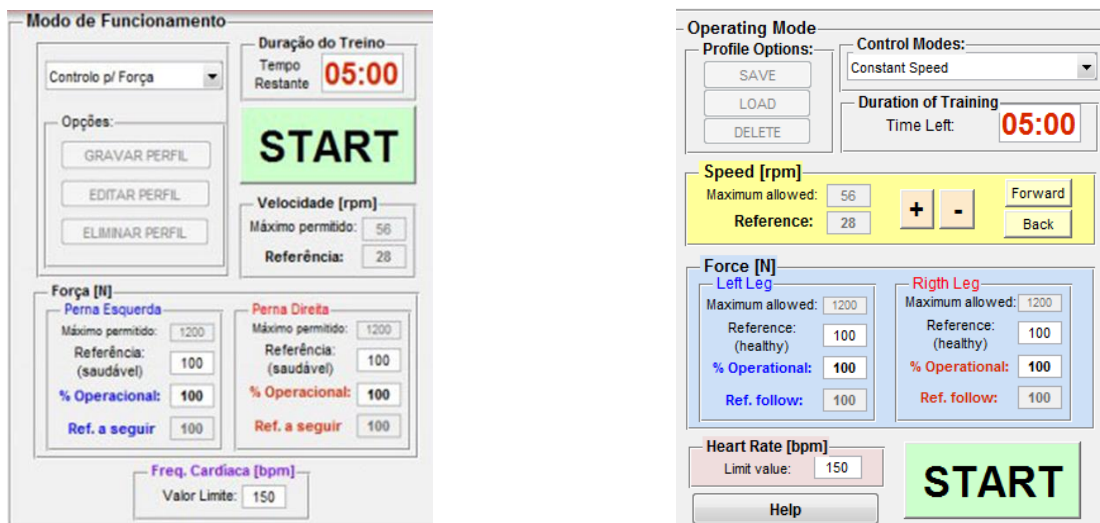 Modo de Funcionamento
Controlo p/ Força
Duração do Treino
Tempo
Restante
05:00
Opções:
GRAVAR PERFIL
EDITAR PERFIL
ELIMINAR PERFIL
START
Velocidade [rpm]
Máximo permitido: 56
Referência: 28
Força [N]
Perna Esquerda
Máximo permitido: 1200
Referência:
(saudável)
100
% Operacional: 100
Ref. a seguir 100
Perna Direita
Máximo permitido: 1200
Referência:
(saudável)
100
% Operacional: 100
Ref. a seguir 100
Freq. Cardíaca [bpm]
Valor Limite: 150
Operating Mode
Profile Options:
SAVE
LOAD
DELETE
Control Modes:
Constant Speed
Duration of Training
Time Left: 05:00
Speed [rpm]
Maximum allowed: 56
Reference: 28
+ -
Forward
Back
Force [N]
Left Leg
Maximum allowed: 1200
Reference:
(healthy)
100
% Operational: 100
Ref. follow: 100
Rigth Leg
Maximum allowed: 1200
Reference:
(healthy)
100
% Operational: 100
Ref. follow: 100
Heart Rate [bpm]
Limit value: 150
Help
START